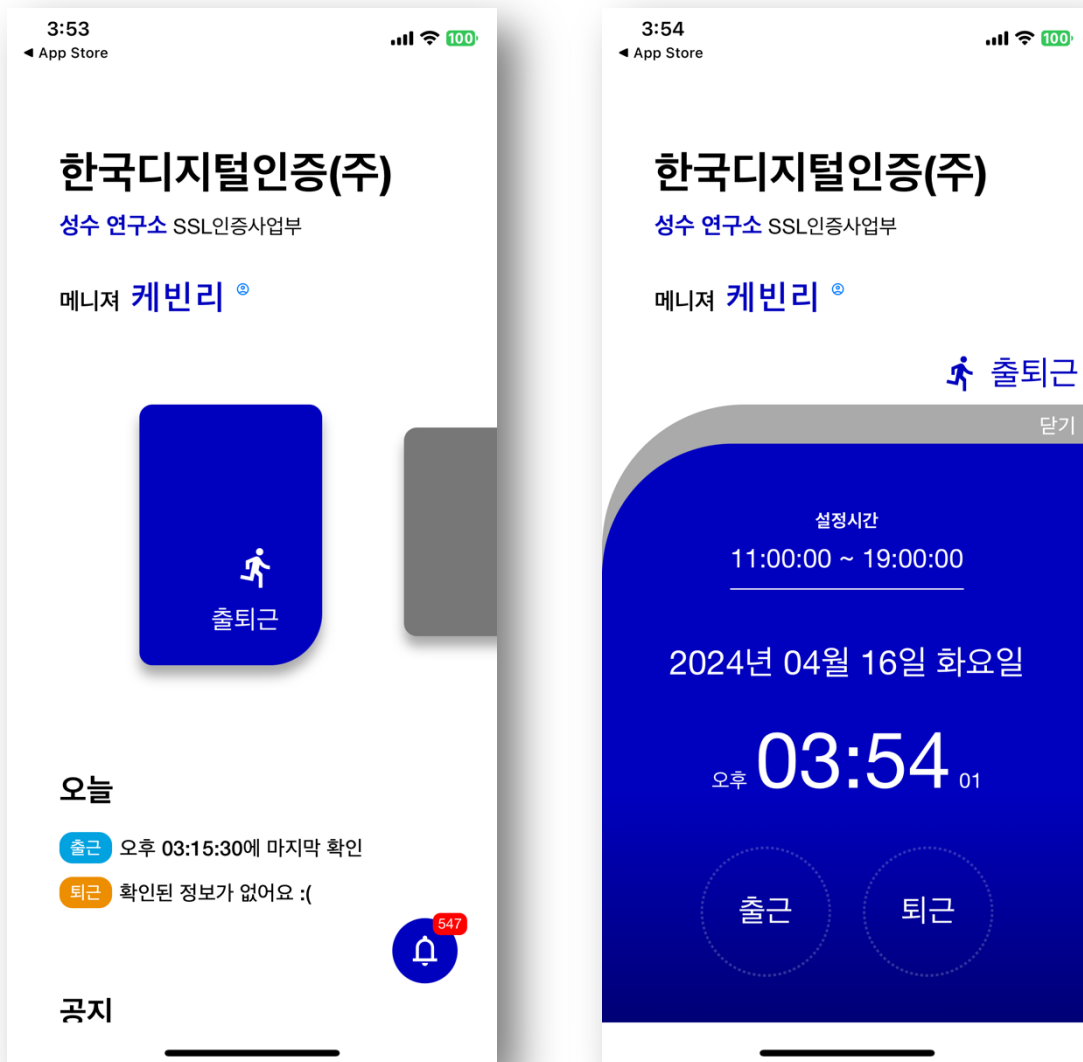 3:53
100
◀ App Store
한국디지털인증(주)
성수 연구소 SSL인증사업부
메니져 케빈리
출퇴근
오늘
출근 오후 03:15:30에 마지막 확인
퇴근 확인된 정보가 없어요 :(
547
공지
3:54
100
◀ App Store
한국디지털인증(주)
성수 연구소 SSL인증사업부
메니져 케빈리
출퇴근
닫기
설정시간
11:00:00 ~ 19:00:00
2024년 04월 16일 화요일
오후 03:54 01
출근 퇴근